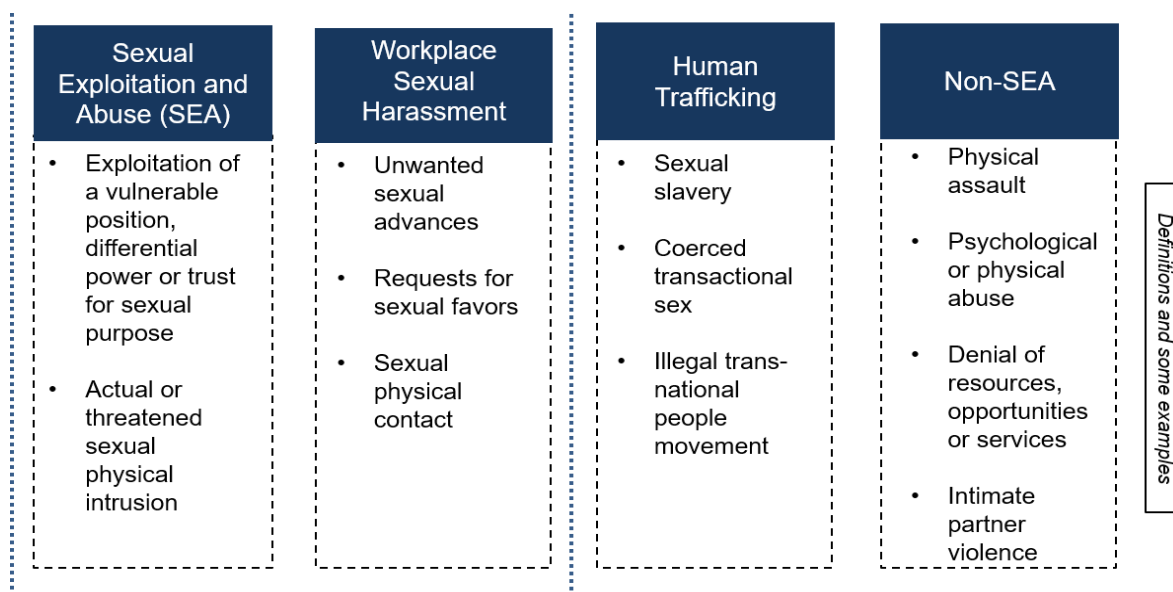 Sexual
Exploitation and
Abuse (SEA)
• Exploitation of
a vulnerable
position,
differential
power or trust
for sexual
purpose
• Actual or
threatened
sexual
physical
intrusion
Workplace
Sexual
Harassment
• Unwanted
sexual
advances
• Requests for
sexual favors
• Sexual
physical
contact
Human
Trafficking
• Sexual
slavery
• Coerced
transactional
sex
• Illegal trans-
national
people
movement
Non-SEA
• Physical
assault
• Psychological
or physical
abuse
• Denial of
resources,
opportunities
or services
• Intimate
partner
violence
Definitions and some examples